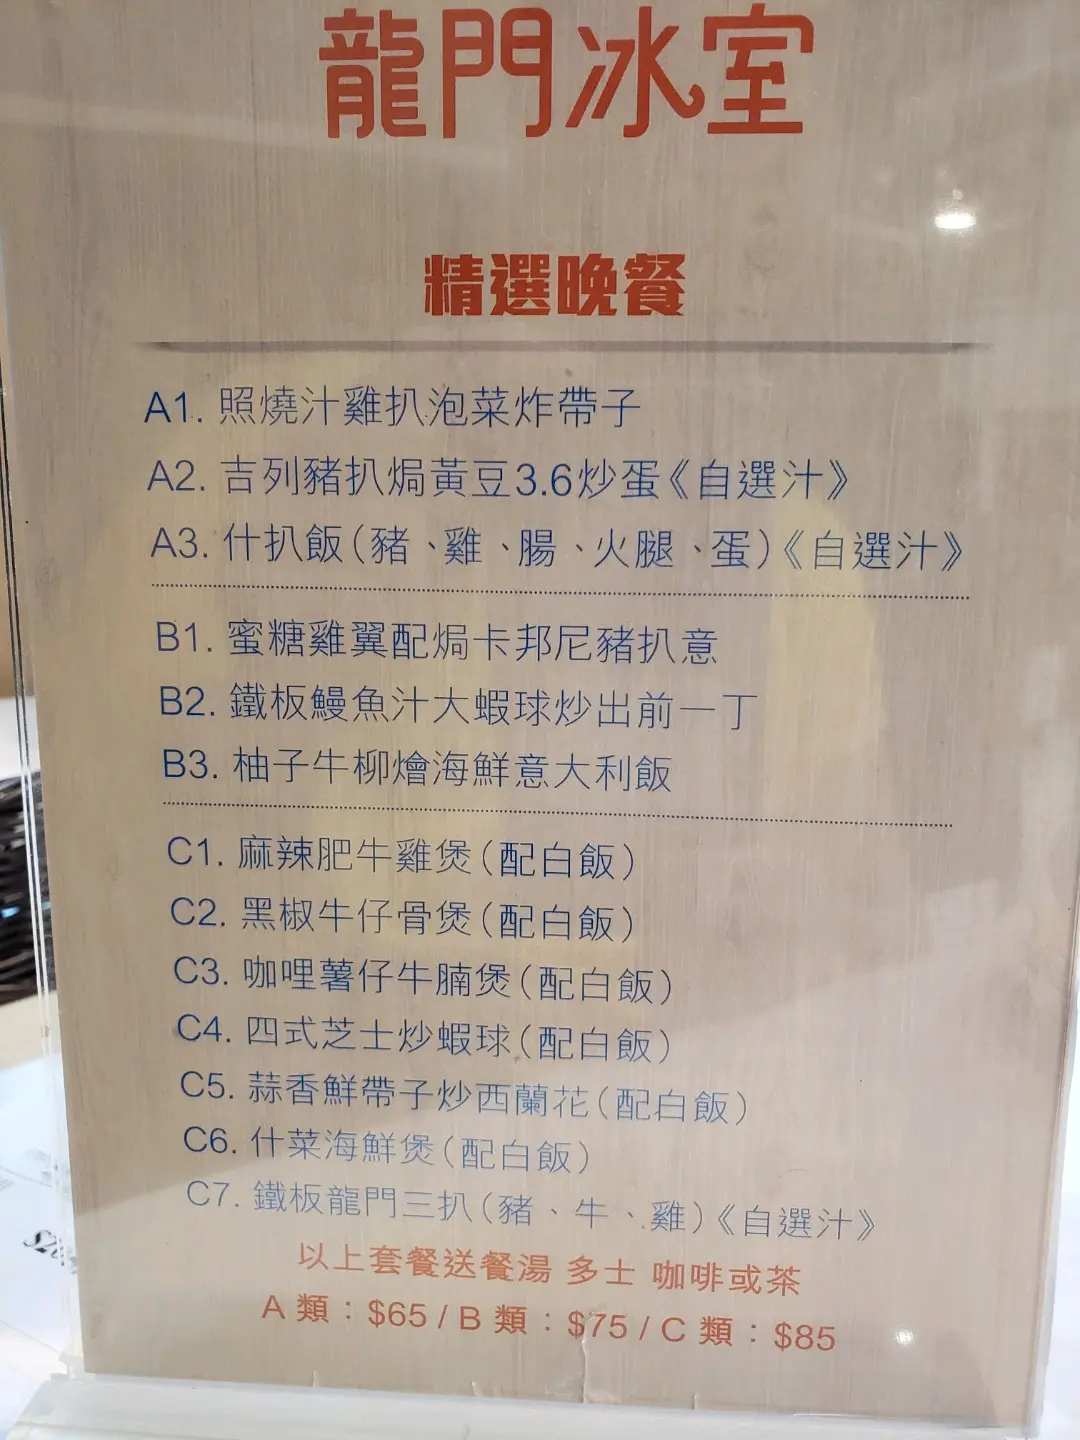 龍門冰室
精選晚餐
A1. 照燒汁雞扒泡菜炸帶子
A2. 吉列豬扒焗黃豆3.6炒蛋《自選汁》
A3. 什扒飯(豬、雞、腸、火腿、蛋)《自選汁》
B1. 蜜糖雞翼配焗卡邦尼豬扒意
B2. 鐵板鰻魚汁大蝦球炒出前一丁
B3. 柚子牛柳燴海鮮意大利飯
C1. 麻辣肥牛雞煲(配白飯)
C2. 黑椒牛仔骨煲(配白飯)
C3. 咖哩薯仔牛腩煲(配白飯)
C4. 四式芝士炒蝦球(配白飯)
C5. 蒜香鮮帶子炒西蘭花(配白飯)
C6. 什菜海鮮煲(配白飯)
C7. 鐵板龍門三扒(豬、牛、雞)《自選汁》
以上套餐送餐湯 多士 咖啡或茶
A 類：$65 / B 類：$75 / C 類：$85